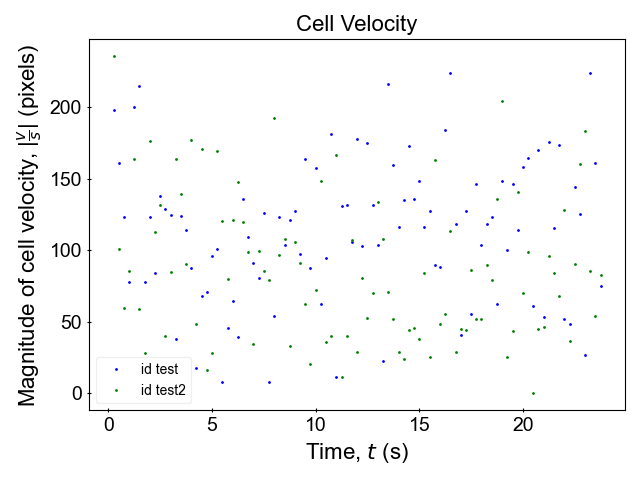 Cell Velocity
Magnitude of cell velocity, |v/s| (pixels)
200
150
100
50
0
id test
id test2
0 5 10 15 20
Time, t (s)